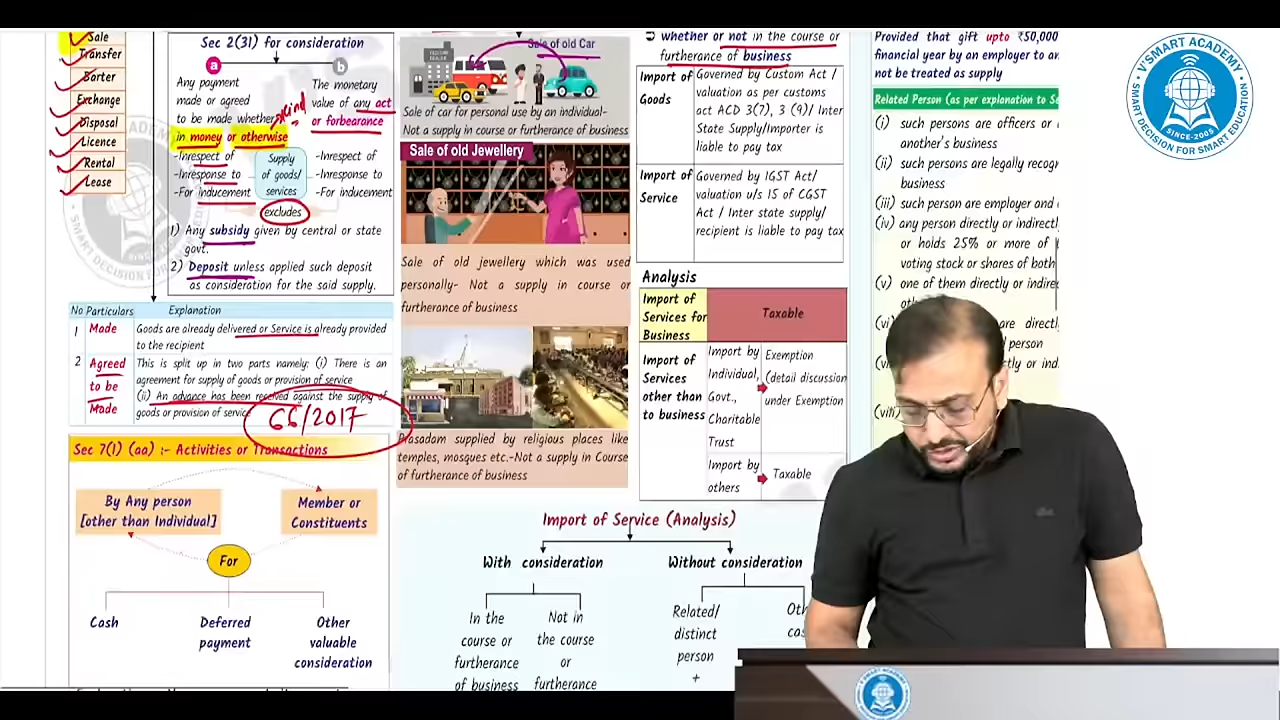 Sale
Transfer
Barter
Exchange
Disposal
Licence
Rental
Lease
Sec 2(31) for consideration
a
b
Any payment
made or agreed
to be made whether
in money or otherwise
kind
-Inrespect of
-Inresponse to
-For inducement
The monetary
value of any act
or forbearance
-Inrespect of
-Inresponse to
-For inducement
Supply
of goods/
services
excludes
1) Any subsidy given by central or state
govt.
2) Deposit unless applied such deposit
as consideration for the said supply.
No Particulars Explanation
1 Made Goods are already delivered or Service is already provided
to the recipient
2 Agreed to be Made This is split up in two parts namely: (i) There is an
agreement for supply of goods or provision of service
(ii) An advance has been received against the supply of
goods or provision of service
66/2017
Sec 7(1) (aa) :- Activities or Transactions
By Any person
[other than Individual]
Member or
Constituents
For
Cash
Deferred
payment
Other
valuable
consideration
Sale of old Car
Sale of car for personal use by an individual-
Not a supply in course or furtherance of business
Sale of old Jewellery
Sale of old jewellery which was used
personally- Not a supply in course or
furtherance of business
Prasadam supplied by religious places like
temples, mosques etc.-Not a supply in Course
of furtherance of business
whether or not in the course or
furtherance of business
Import of
Goods
Governed by Custom Act /
valuation as per customs
act ACD 3(7), 3 (9)/ Inter
State Supply/Importer is
liable to pay tax
Import of
Service
Governed by IGST Act/
valuation u/s 15 of CGST
Act / Inter state supply/
recipient is liable to pay tax
Analysis
Import of
Services for
Business
Taxable
Import of
Services
other than
to business
Import by
Individual,
Govt.,
Charitable
Trust
Exemption
(detail discussion
under Exemption
Import by
others
Taxable
Import of Service (Analysis)
With consideration
Without consideration
In the
course or
furtherance
of business
Not in
the course
or
furtherance
Related/
distinct
person
+
Provided that gift upto ₹50,000
financial year by an employer to an
not be treated as supply
Related Person (as per explanation to Se
(i) such persons are officers or
another's business
(ii) such persons are legally recogn
business
(iii) such person are employer and
(iv) any person directly or indirectl
or holds 25% or more of
voting stock or shares of both
(v) one of them directly or indire
are directl
person
(viii)
V'SMART ACADEMY
SINCE-2005
SMART DECISION FOR SMART EDUCATION